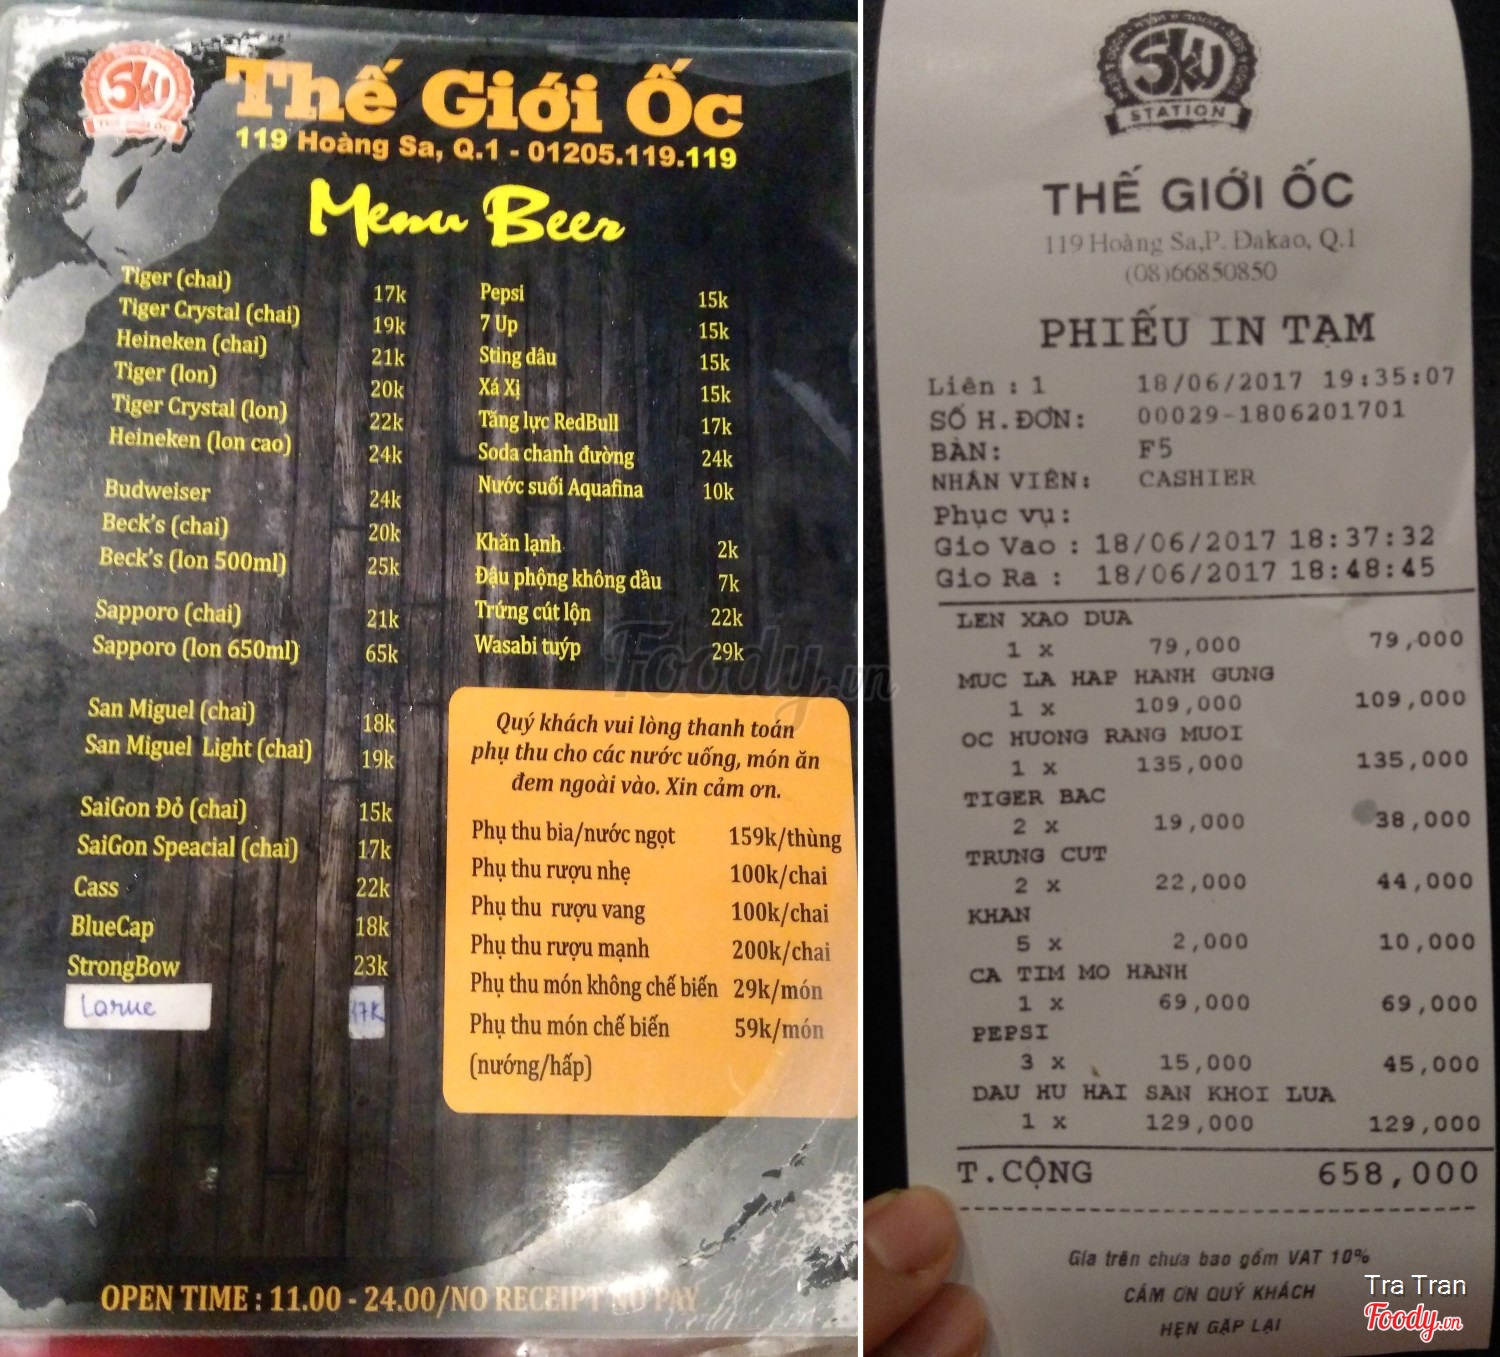 5KU
THẾ GIỚI ỐC
Thế Giới Ốc
119 Hoàng Sa, Q.1 - 01205.119.119
Menu Beer
Tiger (chai) 17k
Tiger Crystal (chai) 19k
Heineken (chai) 21k
Tiger (lon) 20k
Tiger Crystal (lon) 22k
Heineken (lon cao) 24k
Budweiser 24k
Beck's (chai) 20k
Beck's (lon 500ml) 25k
Sapporo (chai) 21k
Sapporo (lon 650ml) 65k
San Miguel (chai) 18k
San Miguel Light (chai) 19k
SaiGon Đỏ (chai) 15k
SaiGon Speacial (chai) 17k
Cass 22k
BlueCap 18k
StrongBow 23k
Larue 17k
Pepsi 15k
7 Up 15k
Sting dâu 15k
Xá Xị 15k
Tăng lực RedBull 17k
Soda chanh đường 24k
Nước suối Aquafina 10k
Khăn lạnh 2k
Đậu phộng không dầu 7k
Trứng cút lộn 22k
Wasabi tuýp 29k
Quý khách vui lòng thanh toán
phụ thu cho các nước uống, món ăn
đem ngoài vào. Xin cảm ơn.
Phụ thu bia/nước ngọt 159k/thùng
Phụ thu rượu nhẹ 100k/chai
Phụ thu rượu vang 100k/chai
Phụ thu rượu mạnh 200k/chai
Phụ thu món không chế biến 29k/món
Phụ thu món chế biến 59k/món
(nướng/hấp)
OPEN TIME : 11.00 - 24.00/NO RECEIPT NO PAY
Foody.vn
5KU
STATION
THẾ GIỚI ỐC
119 Hoàng Sa,P. Đakao, Q.1
(08)66850850
PHIẾU IN TẠM
Liên : 1 18/06/2017 19:35:07
SỐ H.ĐƠN: 00029-1806201701
BÀN: F5
NHÂN VIÊN: CASHIER
Phục vụ:
Gio Vao : 18/06/2017 18:37:32
Gio Ra : 18/06/2017 18:48:45
LEN XAO DUA
1 x 79,000 79,000
MUC LA HAP HANH GUNG
1 x 109,000 109,000
OC HUONG RANG MUOI
1 x 135,000 135,000
TIGER BAC
2 x 19,000 38,000
TRUNG CUT
2 x 22,000 44,000
KHAN
5 x 2,000 10,000
CA TIM MO HANH
1 x 69,000 69,000
PEPSI
3 x 15,000 45,000
DAU HU HAI SAN KHOI LUA
1 x 129,000 129,000
T.CỘNG 658,000
Gía trên chưa bao gồm VAT 10%
CÁM ƠN QUÝ KHÁCH
HẸN GẶP LẠI
Tra Tran
Foody.vn